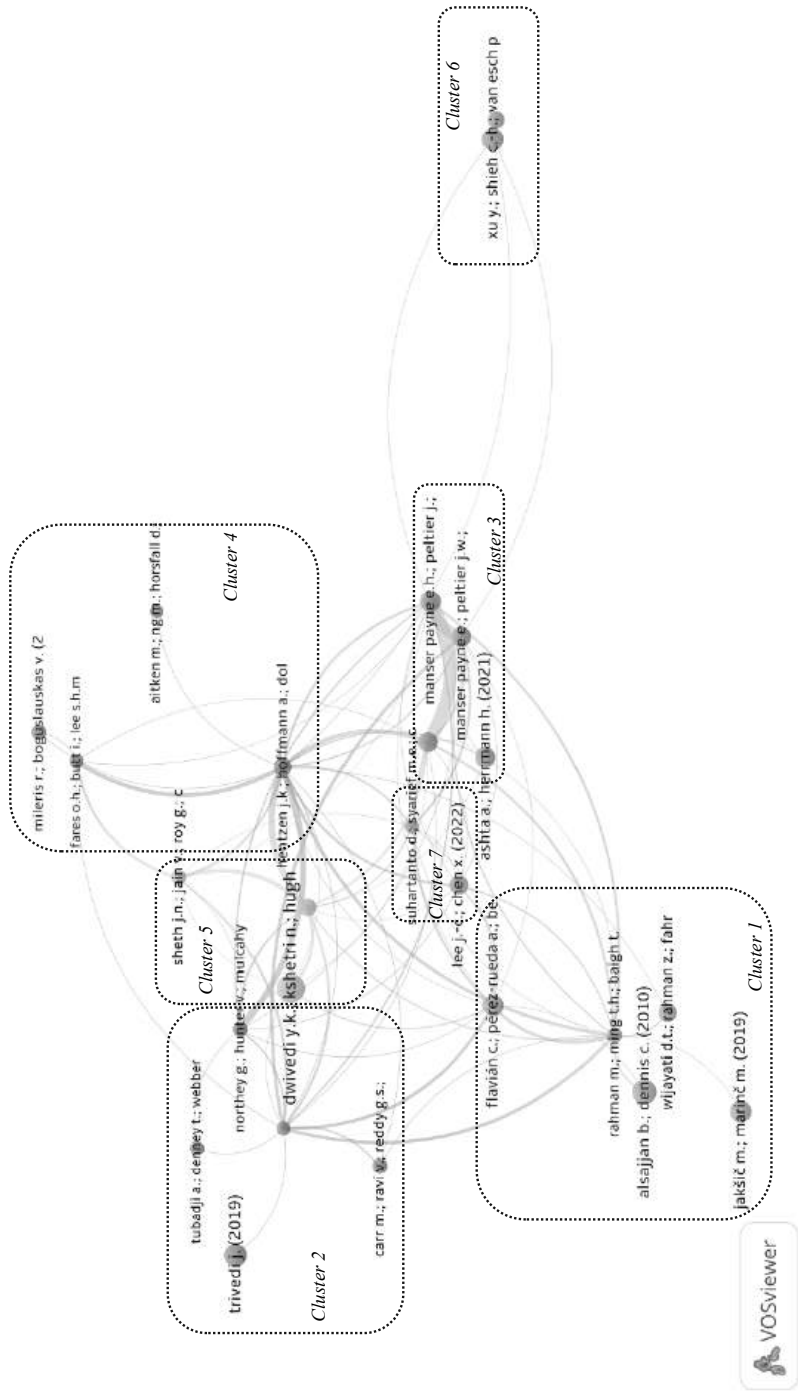 mileris r.; boguslauskas v. (2
fares o.h.; butt i.; lee s.h.m
aitken m.; ng m.; horsfall d.
sheth j.n.; jain v.; roy g.; c
tubadji a.; denney t.; webber
Cluster 5
Cluster 4
trivedi j. (2019)
northey g.; hunter v.; mulcahy
hentzen j.k.; hoffmann a.; dol
dwivedi y.k.; kshetri n.; hugh
Cluster 2
carr m.; ravi v.; reddy g.s.;
suhartanto d.; syarief m.e.; c
manser payne e.h.; peltier j.;
Cluster 7
Cluster 6
lee j.-c.; chen x. (2022)
manser payne e.; peltier j.w.;
ashta a.; herrmann h. (2021)
flavián c.; pérez-rueda a.; be
xu y.; shieh c.-h.; van esch p
Cluster 3
rahman m.; ming t.h.; baigh t.
alsajjan b.; dennis c. (2010)
wijayati d.t.; rahman z.; fahr
jakšič m.; marinč m. (2019)
Cluster 1
VOSviewer